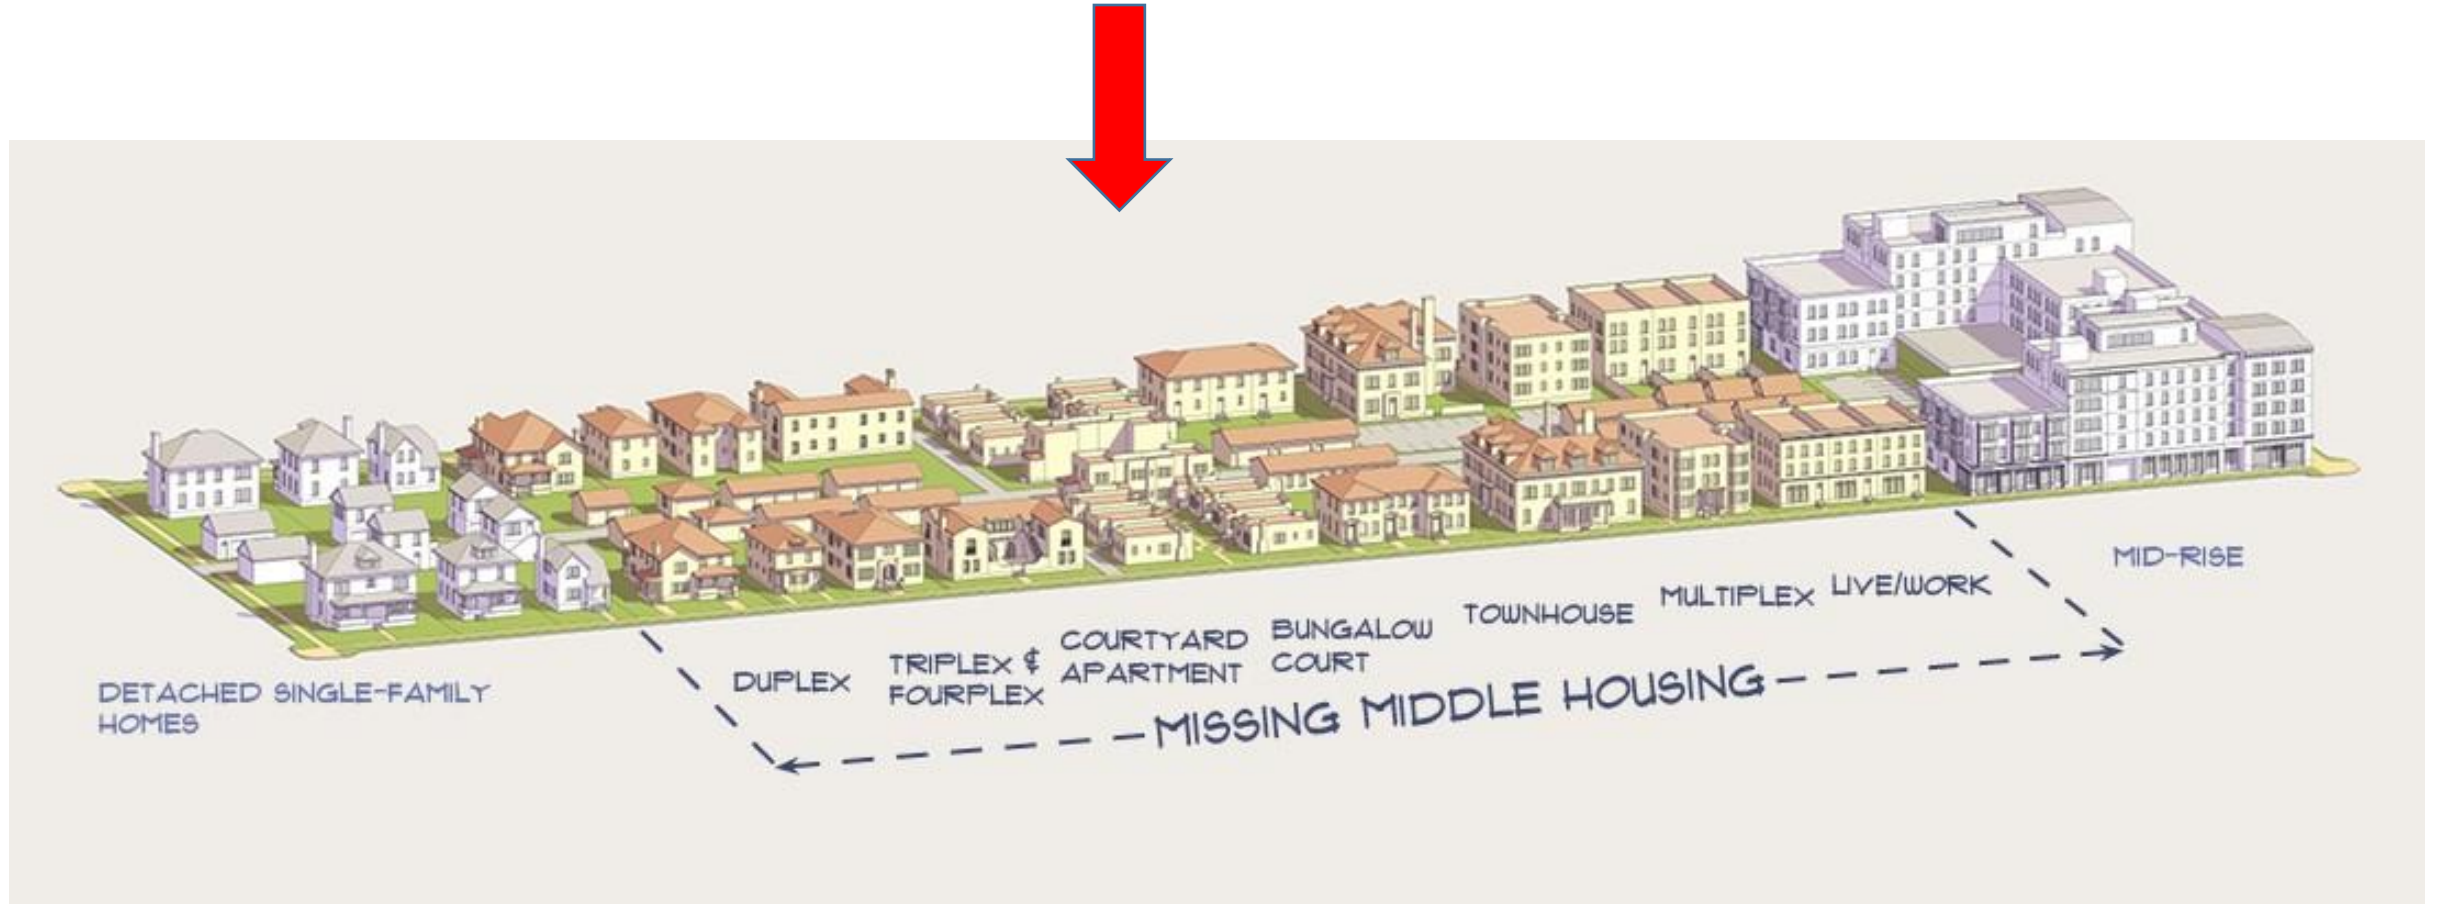 DETACHED SINGLE-FAMILY
HOMES
DUPLEX
TRIPLEX &
FOURPLEX
COURTYARD
APARTMENT
BUNGALOW
COURT
TOWNHOUSE
MULTIPLEX
LIVE/WORK
MID-RISE
MISSING MIDDLE HOUSING